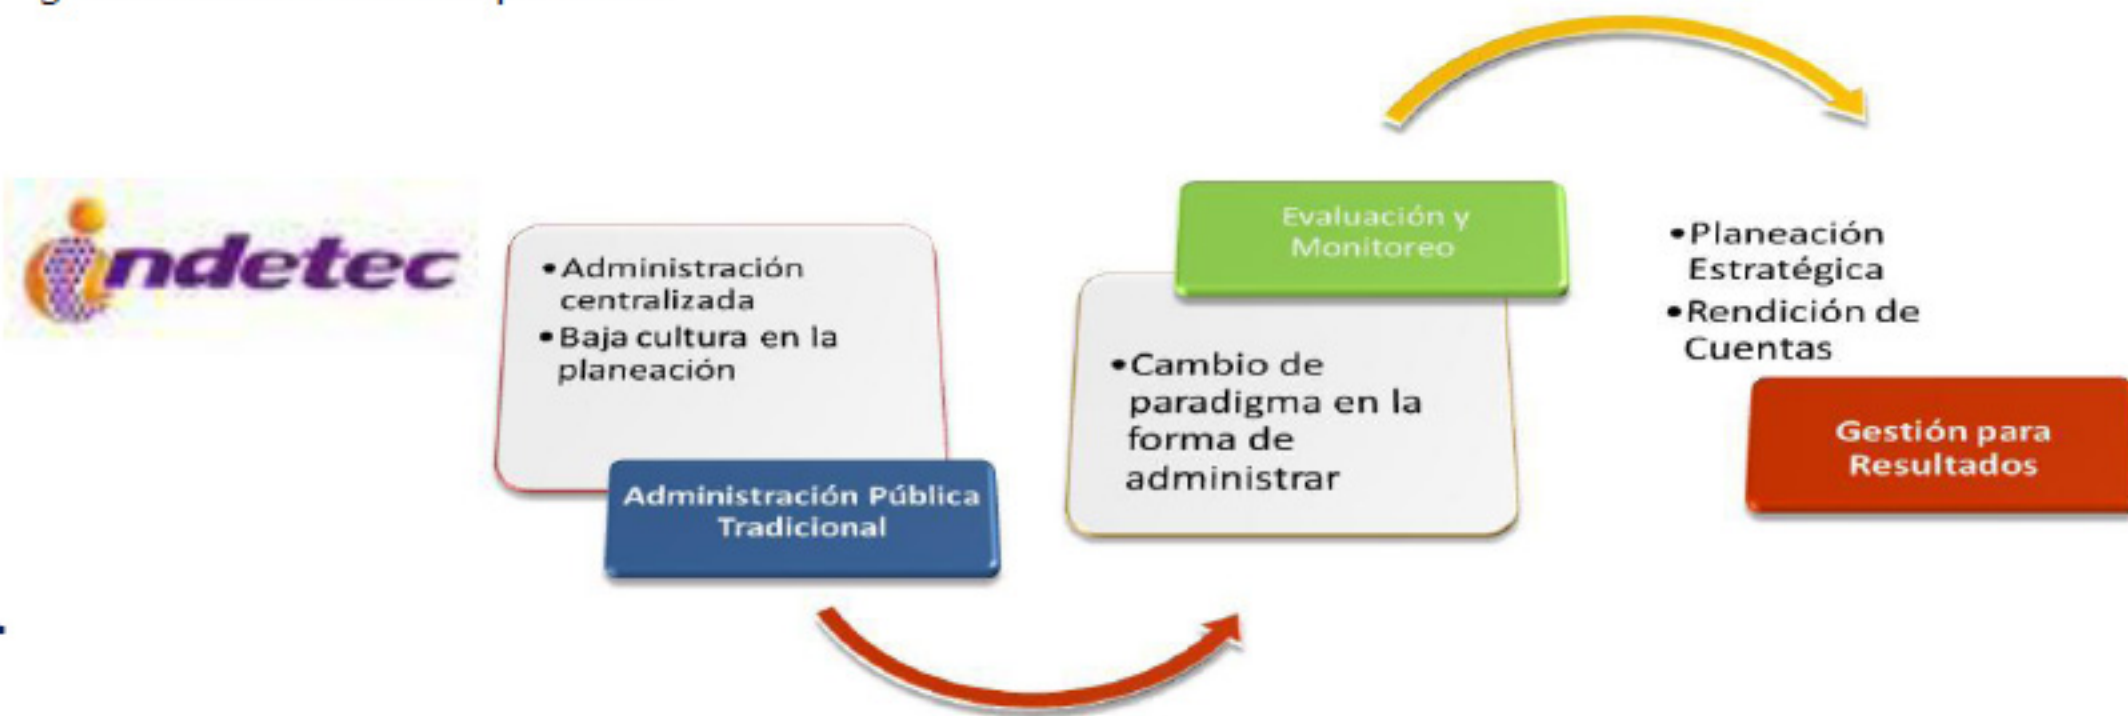 indetec
•Administración
centralizada
•Baja cultura en la
planeación
Administración Pública
Tradicional
Evaluación y
Monitoreo
•Cambio de
paradigma en la
forma de
administrar
•Planeación
Estratégica
•Rendición de
Cuentas
Gestión para
Resultados